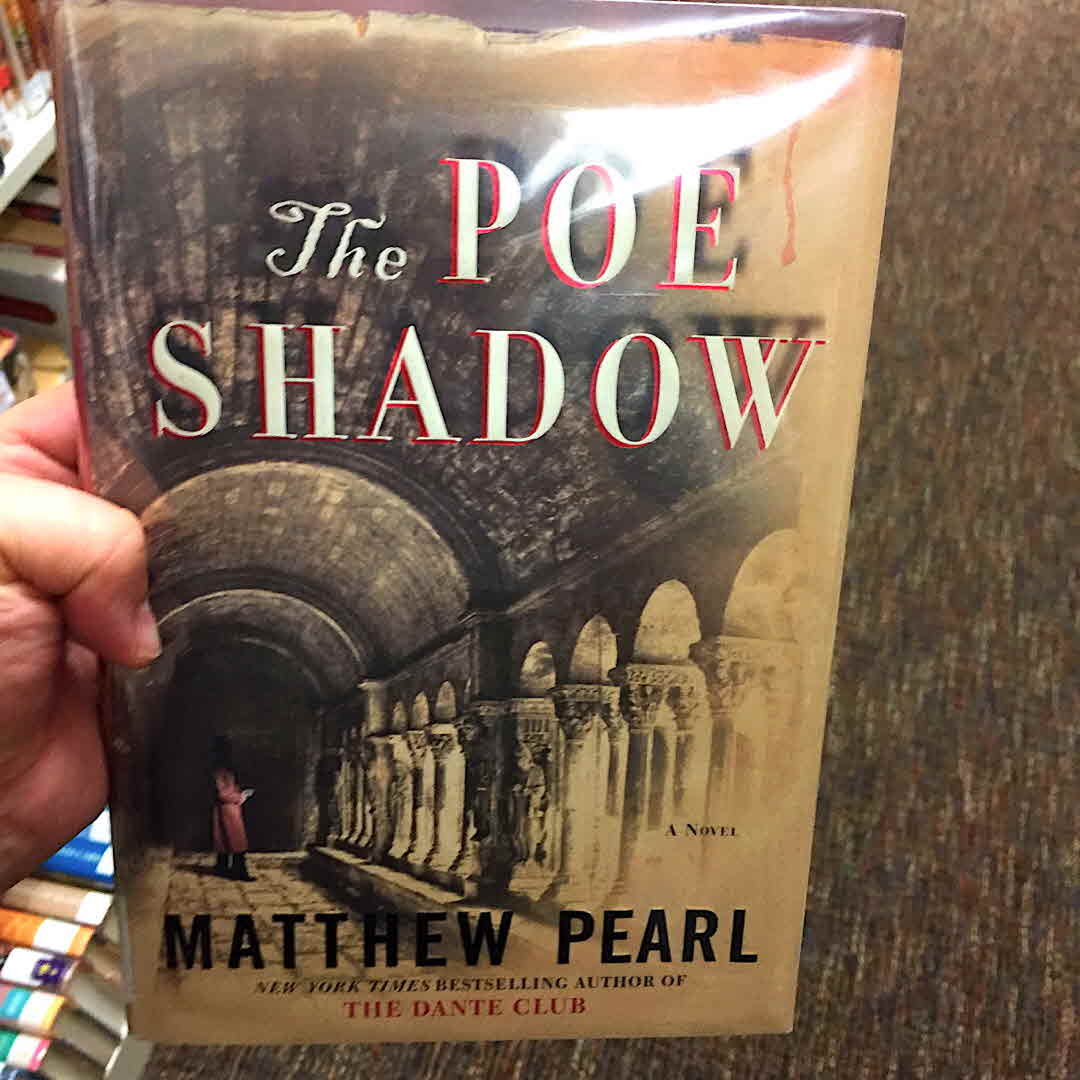 The POE
SHADOW
A NOVEL
MATTHEW PEARL
NEW YORK TIMES BESTSELLING AUTHOR OF
THE DANTE CLUB